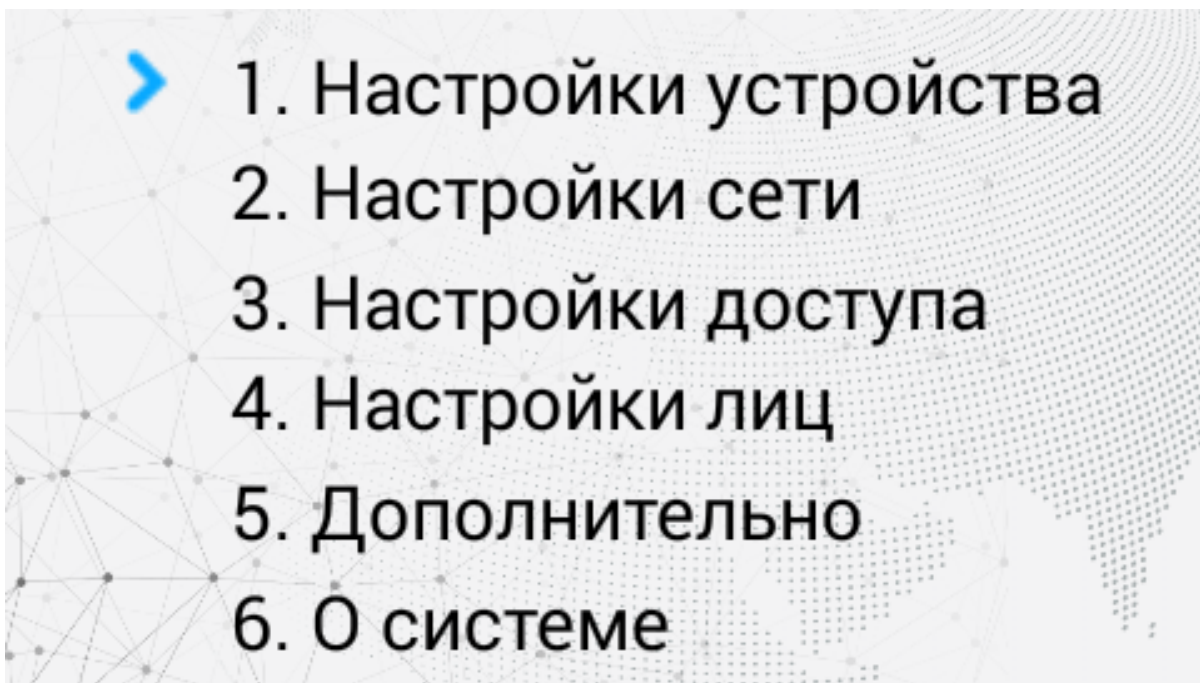 1. Настройки устройства
2. Настройки сети
3. Настройки доступа
4. Настройки лиц
5. Дополнительно
6. О системе